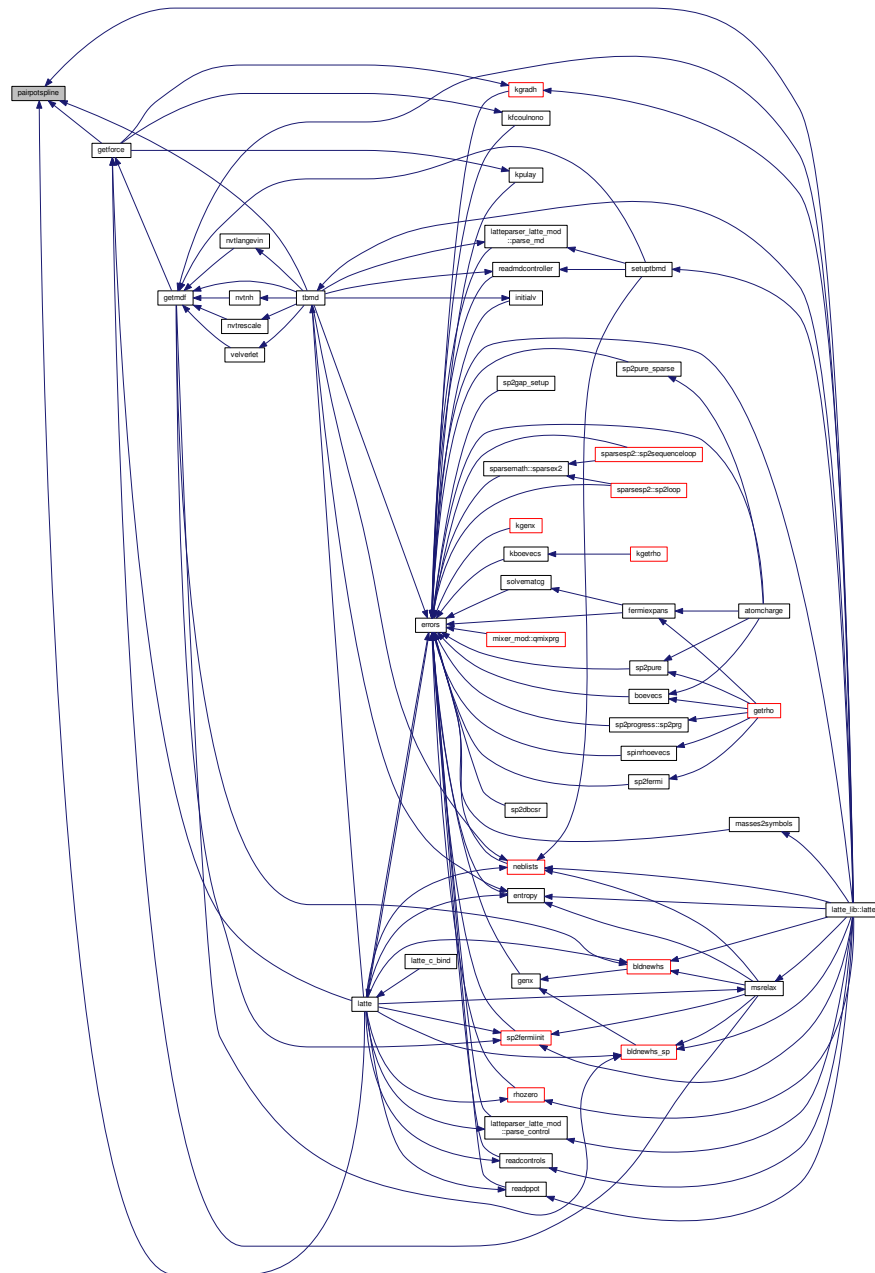 pairpotspline
kgradh
kfcoulnono
getforce
kpulay
latteparser_latte_mod
::parse_md
nvtlangevin
readmdcontroller
setuptbmd
getmdf
nvtnh
tbmd
initialv
nvtrescale
velverlet
sp2pure_sparse
sp2gap_setup
sparsesp2::sp2sequenceloop
sparsemath::sparsex2
sparsesp2::sp2loop
kgenx
kboevecs
kgetrho
solvematcg
fermiexpans
atomcharge
errors
mixer_mod::qmixprg
sp2pure
boevecs
getrho
sp2progress::sp2prg
spinrhoevecs
sp2fermi
sp2dbcsr
masses2symbols
neblists
entropy
latte_lib::latte
latte_c_bind
bldnewhs
genx
msrelax
latte
sp2fermiinit
bldnewhs_sp
rhozero
latteparser_latte_mod
::parse_control
readcontrols
readppot